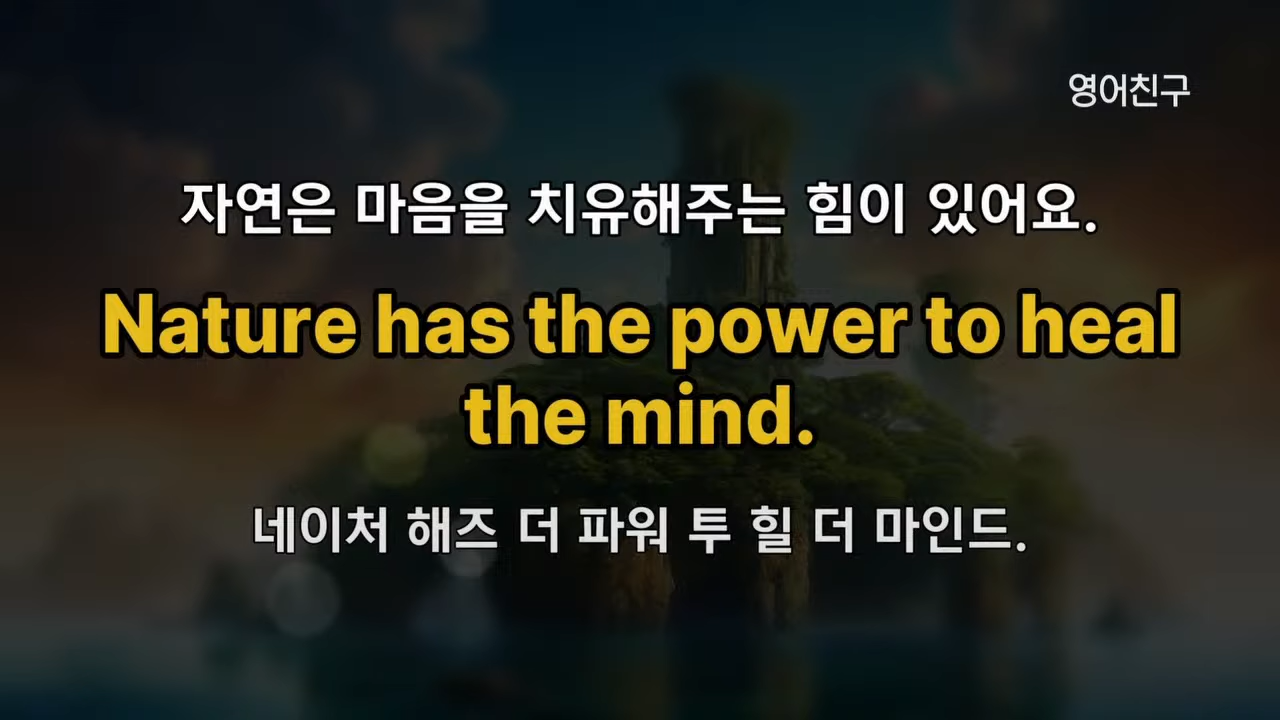 영어친구
자연은 마음을 치유해주는 힘이 있어요.
Nature has the power to heal
the mind.
네이처 해즈 더 파워 투 힐 더 마인드.